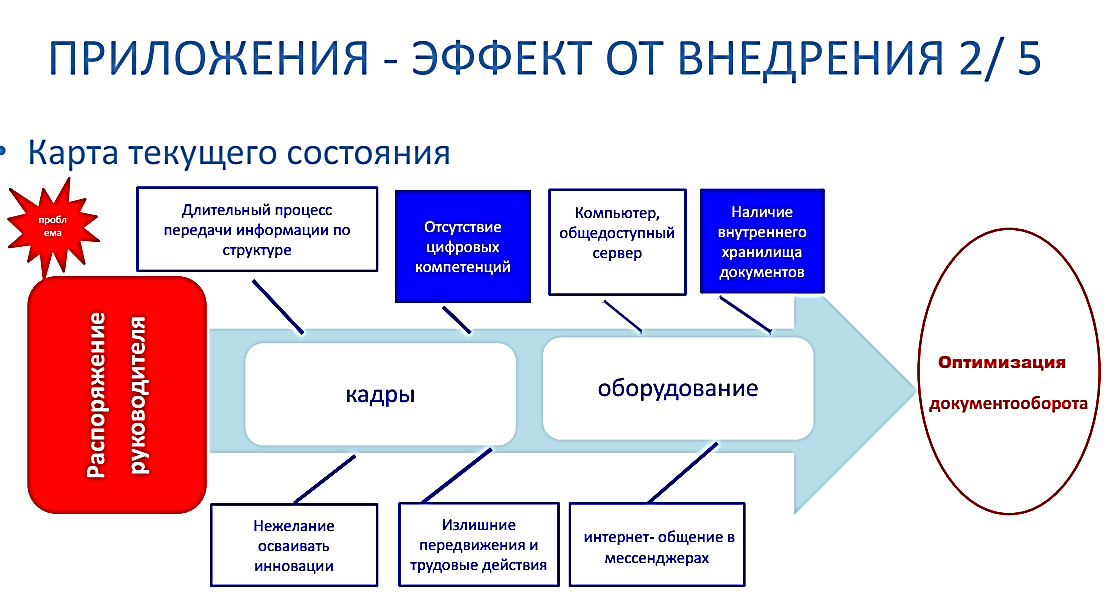 ПРИЛОЖЕНИЯ - ЭФФЕКТ ОТ ВНЕДРЕНИЯ 2/ 5
• Карта текущего состояния
пробл
ема
Длительный процесс
передачи информации по
структуре
Отсутствие
цифровых
компетенций
Компьютер,
общедоступный
сервер
Наличие
внутреннего
хранилища
документов
Распоряжение
руководителя
кадры
оборудование
Оптимизация
документооборота
Нежелание
осваивать
инновации
Излишние
передвижения и
трудовые действия
интернет- общение в
мессенджерах